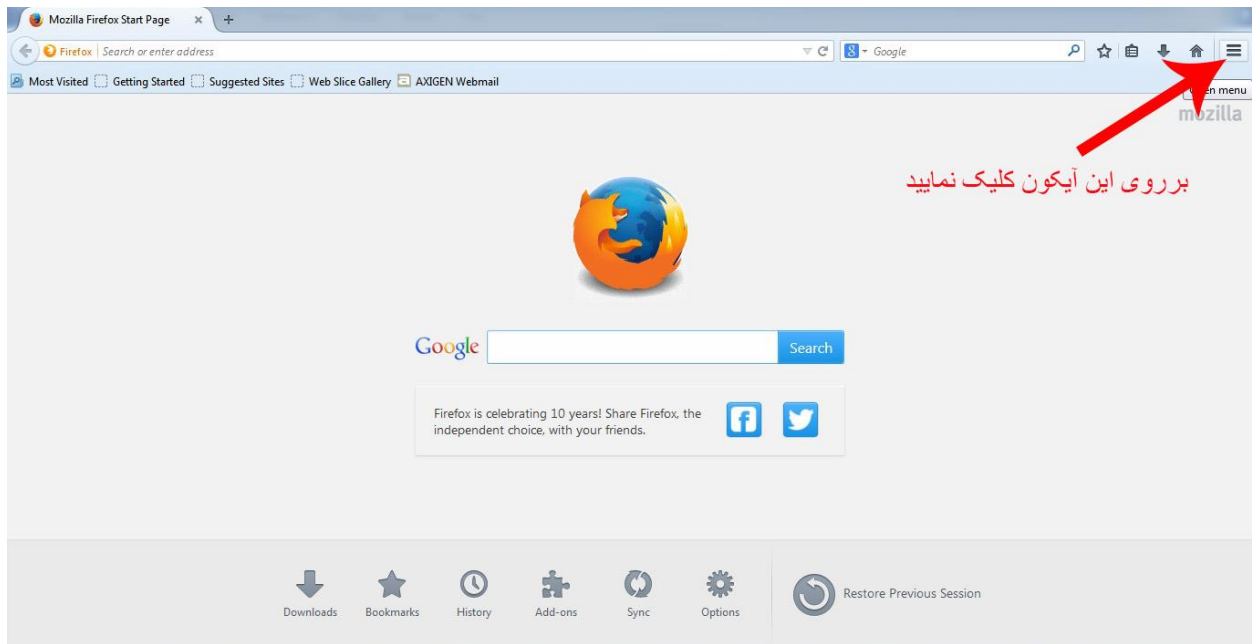 Mozilla Firefox Start Page
Firefox Search or enter address
Google
Most Visited Getting Started Suggested Sites Web Slice Gallery AXIGEN Webmail
menu
mozilla
بر روی این آیکون کلیک نمایید
Google Search
Firefox is celebrating 10 years! Share Firefox, the
independent choice, with your friends.
Downloads Bookmarks History Add-ons Sync Options Restore Previous Session